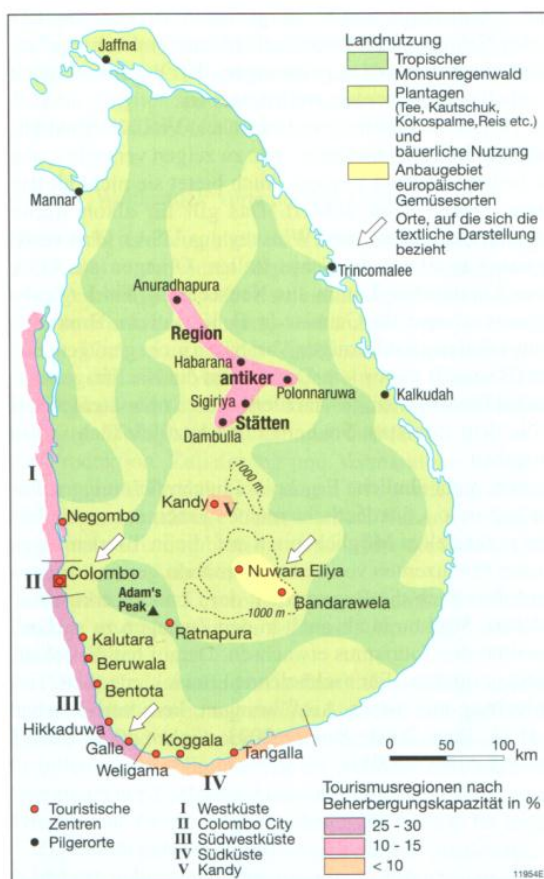 Jaffna
Landnutzung
Tropischer
Monsunregenwald
Plantagen
(Tee, Kautschuk,
Kokospalme,Reis etc.)
und
bäuerliche Nutzung
Anbaugebiet
europäischer
Gemüsesorten
Orte, auf die sich die
textliche Darstellung
bezieht
Mannar
Trincomalee
Anuradhapura
Region
Habarana
antiker
Polonnaruwa
Kalkudah
Sigiriya
Stätten
Dambulla
I
1000 m
Kandy
V
Negombo
II
Colombo
Nuwara Eliya
Adam's
Peak
Bandarawela
1000 m
Ratnapura
Kalutara
Beruwala
Bentota
III
Hikkaduwa
Galle
Koggala
Weligama
Tangalla
IV
0 50 100
km
Touristische
Zentren
Pilgerorte
I Westküste
II Colombo City
III Südwestküste
IV Südküste
V Kandy
Tourismusregionen nach
Beherbergungskapazität in %
25 - 30
10 - 15
< 10
11954E